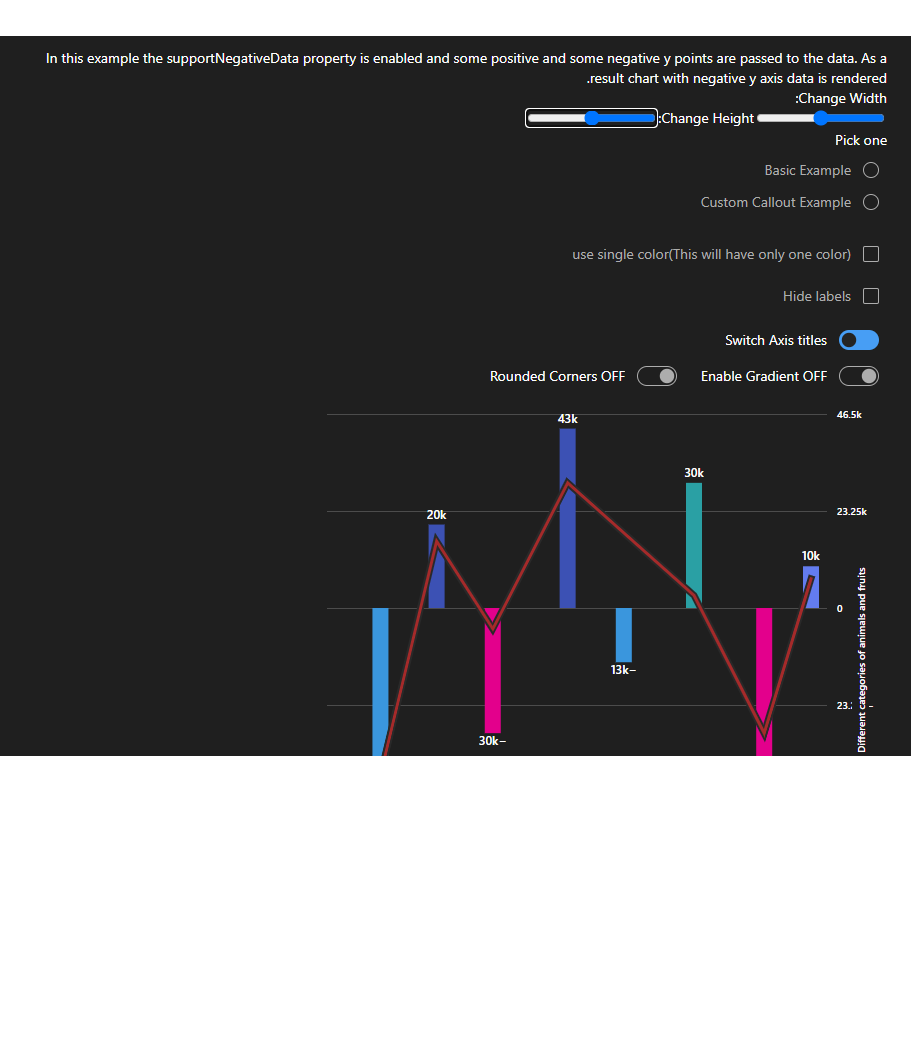 In this example the supportNegativeData property is enabled and some positive and some negative y points are passed to the data. As a
.result chart with negative y axis data is rendered
:Change Width
:Change Height
Pick one
Basic Example
Custom Callout Example
use single color(This will have only one color)
Hide labels
Switch Axis titles
Rounded Corners OFF
Enable Gradient OFF
46.5k
43k
30k
20k
23.25k
10k
0
13k−
30k−
Different categories of animals and fruits